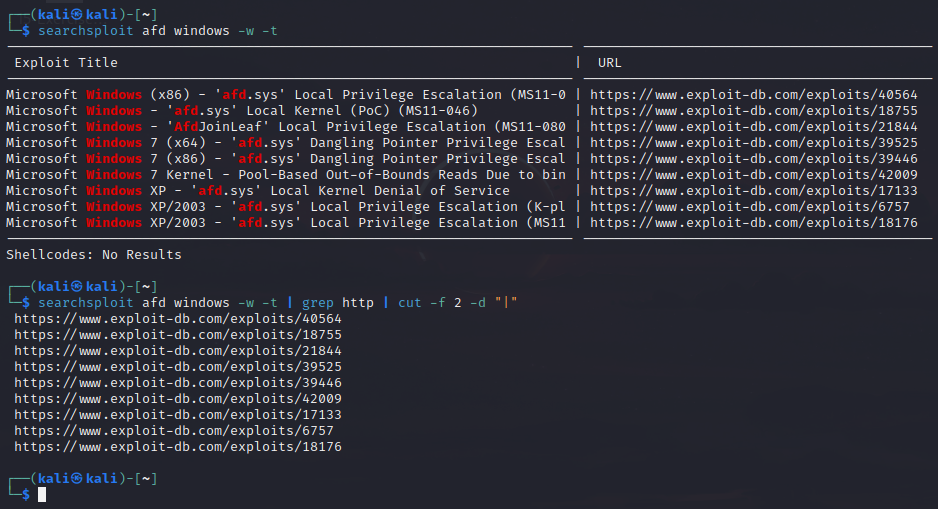 ┌──(kali㉿kali)-[~]
└─$ searchsploit afd windows -w -t
Exploit Title | URL
Microsoft Windows (x86) - 'afd.sys' Local Privilege Escalation (MS11-0 | https://www.exploit-db.com/exploits/40564
Microsoft Windows - 'afd.sys' Local Kernel (PoC) (MS11-046) | https://www.exploit-db.com/exploits/18755
Microsoft Windows - 'AfdJoinLeaf' Local Privilege Escalation (MS11-080 | https://www.exploit-db.com/exploits/21844
Microsoft Windows 7 (x64) - 'afd.sys' Dangling Pointer Privilege Escal | https://www.exploit-db.com/exploits/39525
Microsoft Windows 7 (x86) - 'afd.sys' Dangling Pointer Privilege Escal | https://www.exploit-db.com/exploits/39446
Microsoft Windows 7 Kernel - Pool-Based Out-of-Bounds Reads Due to bin | https://www.exploit-db.com/exploits/42009
Microsoft Windows XP - 'afd.sys' Local Kernel Denial of Service | https://www.exploit-db.com/exploits/17133
Microsoft Windows XP/2003 - 'afd.sys' Local Privilege Escalation (K-pl | https://www.exploit-db.com/exploits/6757
Microsoft Windows XP/2003 - 'afd.sys' Local Privilege Escalation (MS11 | https://www.exploit-db.com/exploits/18176
Shellcodes: No Results
┌──(kali㉿kali)-[~]
└─$ searchsploit afd windows -w -t | grep http | cut -f 2 -d "|"
https://www.exploit-db.com/exploits/40564
https://www.exploit-db.com/exploits/18755
https://www.exploit-db.com/exploits/21844
https://www.exploit-db.com/exploits/39525
https://www.exploit-db.com/exploits/39446
https://www.exploit-db.com/exploits/42009
https://www.exploit-db.com/exploits/17133
https://www.exploit-db.com/exploits/6757
https://www.exploit-db.com/exploits/18176
┌──(kali㉿kali)-[~]
└─$